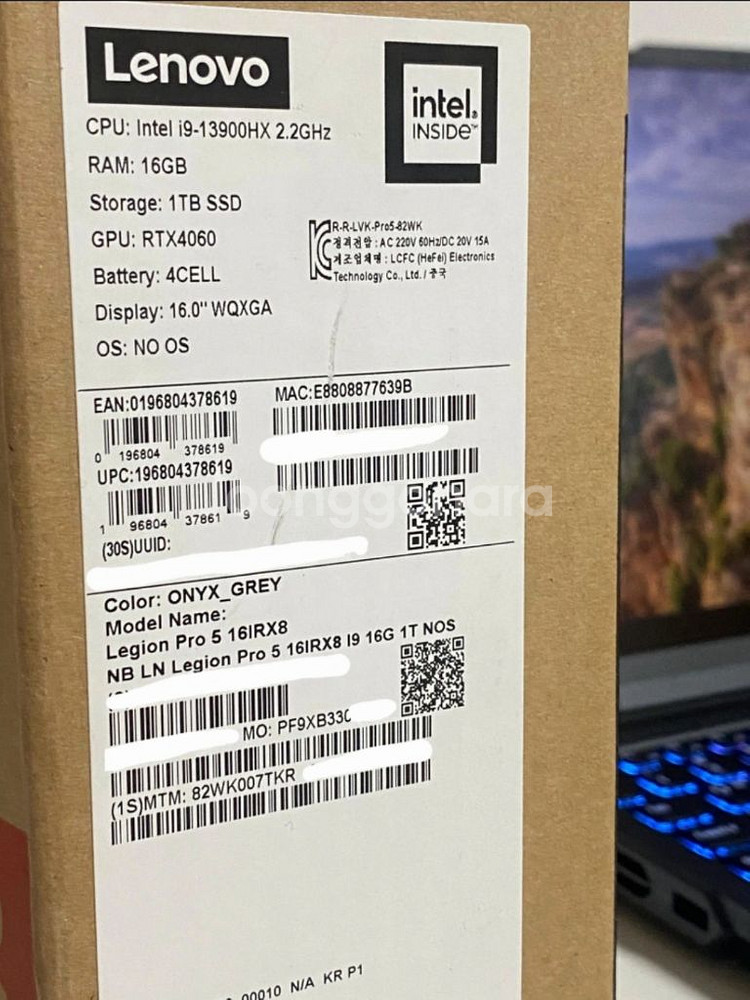 Lenovo
intel.
INSIDE™
CPU: Intel i9-13900HX 2.2GHz
RAM: 16GB
Storage: 1TB SSD
GPU: RTX4060
Battery: 4CELL
Display: 16.0" WQXGA
OS: NO OS
R-R-LVK-Pro5-82WK
정격전압 : AC 220V 60Hz/DC 20V 15A
제조업체명 : LCFC (HeFei) Electronics
Technology Co., Ltd. / 중국
EAN:0196804378619
0 196804 378619
MAC:E8808877639B
UPC:196804378619
1 96804 37861 9
(30S)UUID:
Color: ONYX_GREY
Model Name:
Legion Pro 5 16IRX8
NB LN Legion Pro 5 16IRX8 I9 16G 1T NOS
MO: PF9XB330
(1S)MTM: 82WK007TKR
00010 N/A KR P1